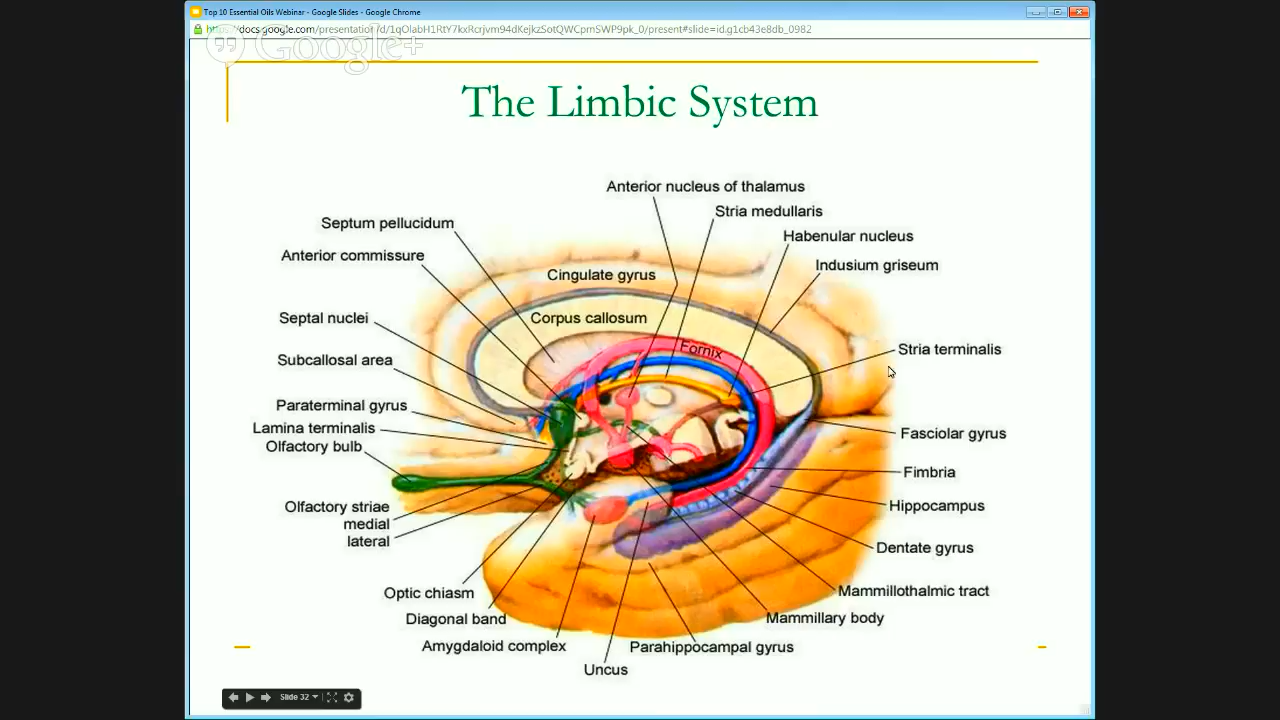 Top 10 Essential Oils Webinar - Google Slides - Google Chrome
Google+
The Limbic System
Anterior nucleus of thalamus
Stria medullaris
Septum pellucidum
Habenular nucleus
Anterior commissure
Indusium griseum
Cingulate gyrus
Septal nuclei
Corpus callosum
Fornix
Stria terminalis
Subcallosal area
Paraterminal gyrus
Lamina terminalis
Fasciolar gyrus
Olfactory bulb
Fimbria
Olfactory striae
medial
lateral
Hippocampus
Dentate gyrus
Optic chiasm
Mammillothalmic tract
Diagonal band
Mammillary body
Amygdaloid complex
Parahippocampal gyrus
Uncus
Slide 32